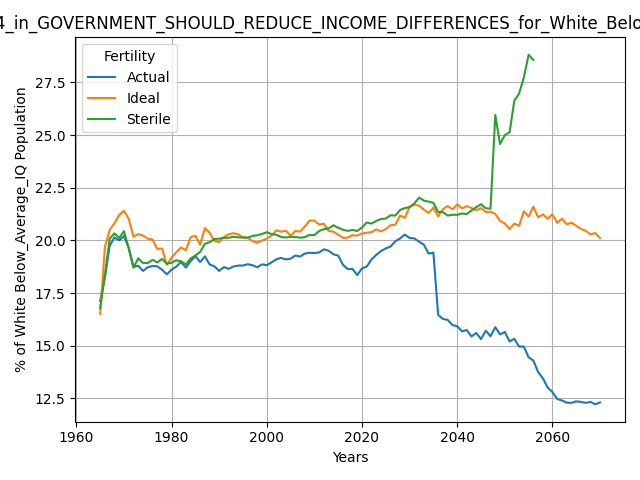 4_in_GOVERNMENT_SHOULD_REDUCE_INCOME_DIFFERENCES_for_White_Belo
Fertility
Actual
Ideal
Sterile
% of White Below_Average_IQ Population
27.5
25.0
22.5
20.0
17.5
15.0
12.5
1960
1980
2000
2020
2040
2060
Years